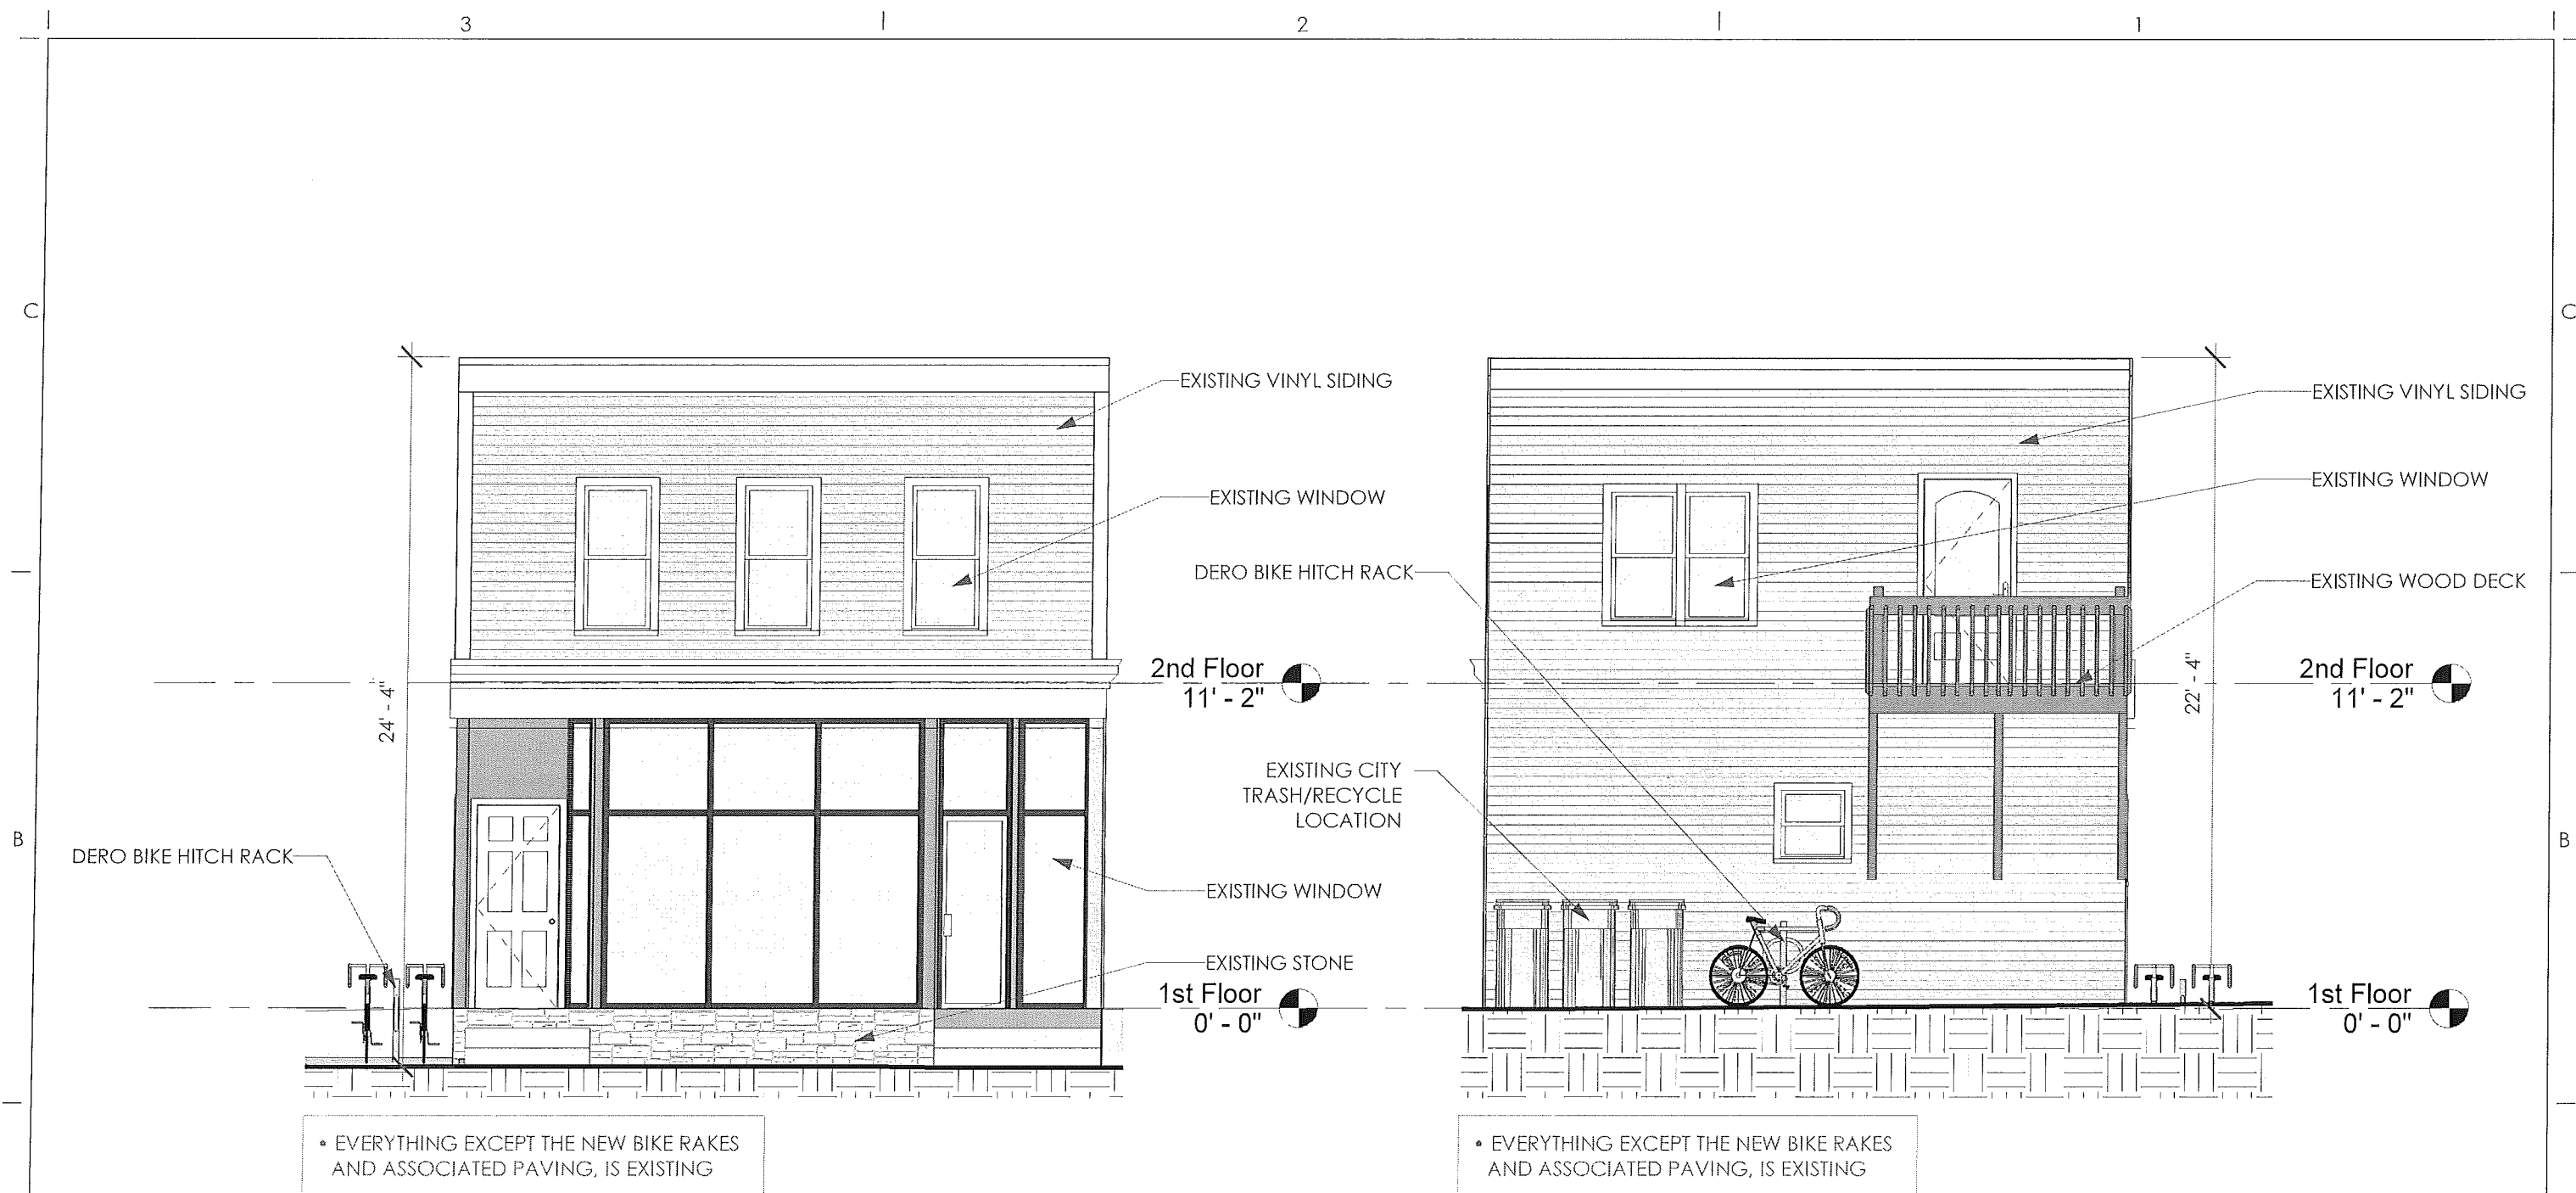 3
2
1
C
C
EXISTING VINYL SIDING
EXISTING WINDOW
DERO BIKE HITCH RACK
2nd Floor
11' - 2"
24' - 4"
EXISTING CITY
TRASH/RECYCLE
LOCATION
B
DERO BIKE HITCH RACK
EXISTING WINDOW
EXISTING STONE
1st Floor
0' - 0"
EXISTING VINYL SIDING
EXISTING WINDOW
EXISTING WOOD DECK
2nd Floor
11' - 2"
22' - 4"
B
1st Floor
0' - 0"
• EVERYTHING EXCEPT THE NEW BIKE RAKES
AND ASSOCIATED PAVING, IS EXISTING
• EVERYTHING EXCEPT THE NEW BIKE RAKES
AND ASSOCIATED PAVING, IS EXISTING